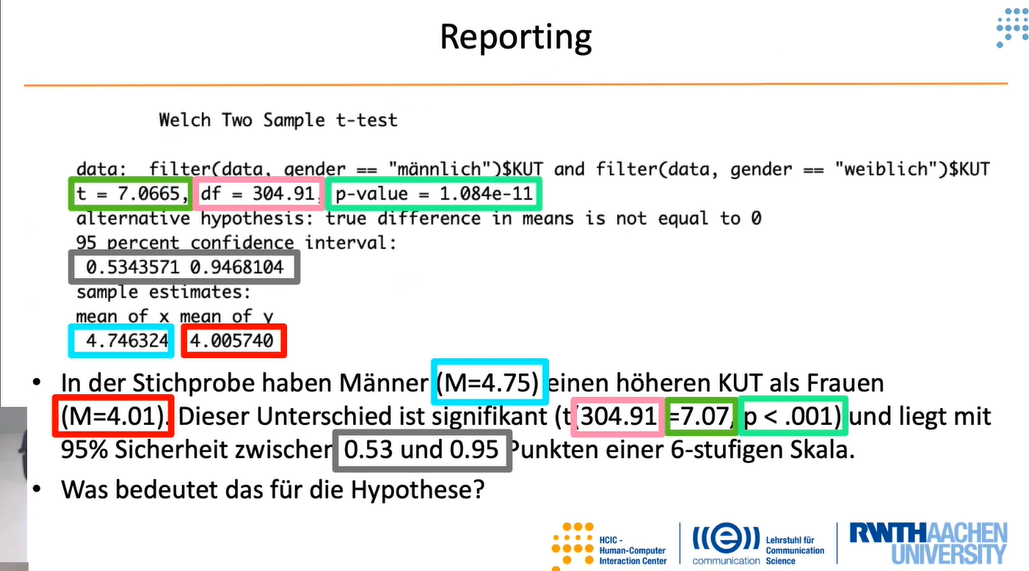 Reporting
Welch Two Sample t-test
data: filter(data, gender == "männlich")$KUT and filter(data, gender == "weiblich")$KUT
t = 7.0665, df = 304.91, p-value = 1.084e-11
alternative hypothesis: true difference in means is not equal to 0
95 percent confidence interval:
0.5343571 0.9468104
sample estimates:
mean of x mean of y
4.746324 4.005740
• In der Stichprobe haben Männer (M=4.75) einen höheren KUT als Frauen
(M=4.01). Dieser Unterschied ist signifikant (t(304.91 =7.07, p < .001) und liegt mit
95% Sicherheit zwischen 0.53 und 0.95 Punkten einer 6-stufigen Skala.
• Was bedeutet das für die Hypothese?
HCIC -
Human-Computer
Interaction Center
((e))
communication
Lehrstuhl für
Communication
Science
RWTHAACHEN
UNIVERSITY